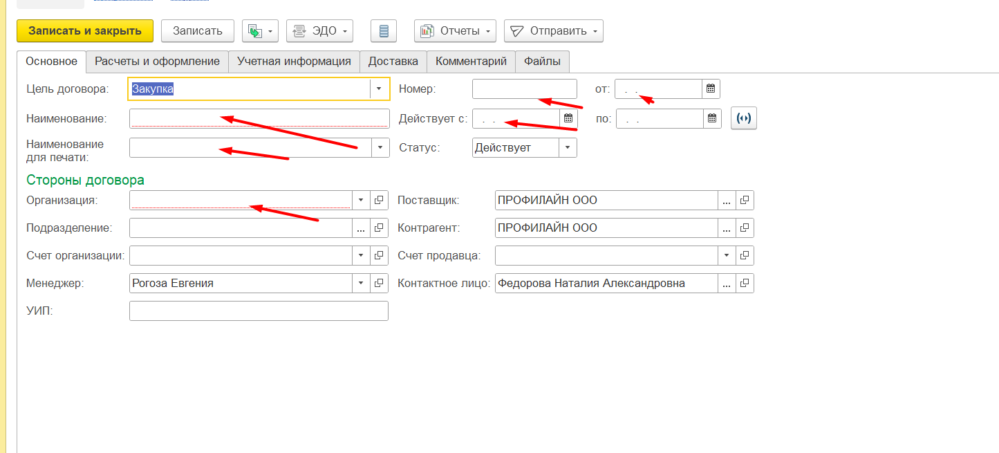 Записать и закрыть Записать ЭДО Отчеты Отправить
Основное Расчеты и оформление Учетная информация Доставка Комментарий Файлы
Цель договора: Закупка Номер: от: . .
Наименование: Действует с: . . по: . .
Наименование для печати: Статус: Действует
Стороны договора
Организация: Поставщик: ПРОФИЛАЙН ООО ...
Подразделение: ... Контрагент: ПРОФИЛАЙН ООО ...
Счет организации: Счет продавца:
Менеджер: Рогоза Евгения Контактное лицо: Федорова Наталия Александровна ...
УИП: